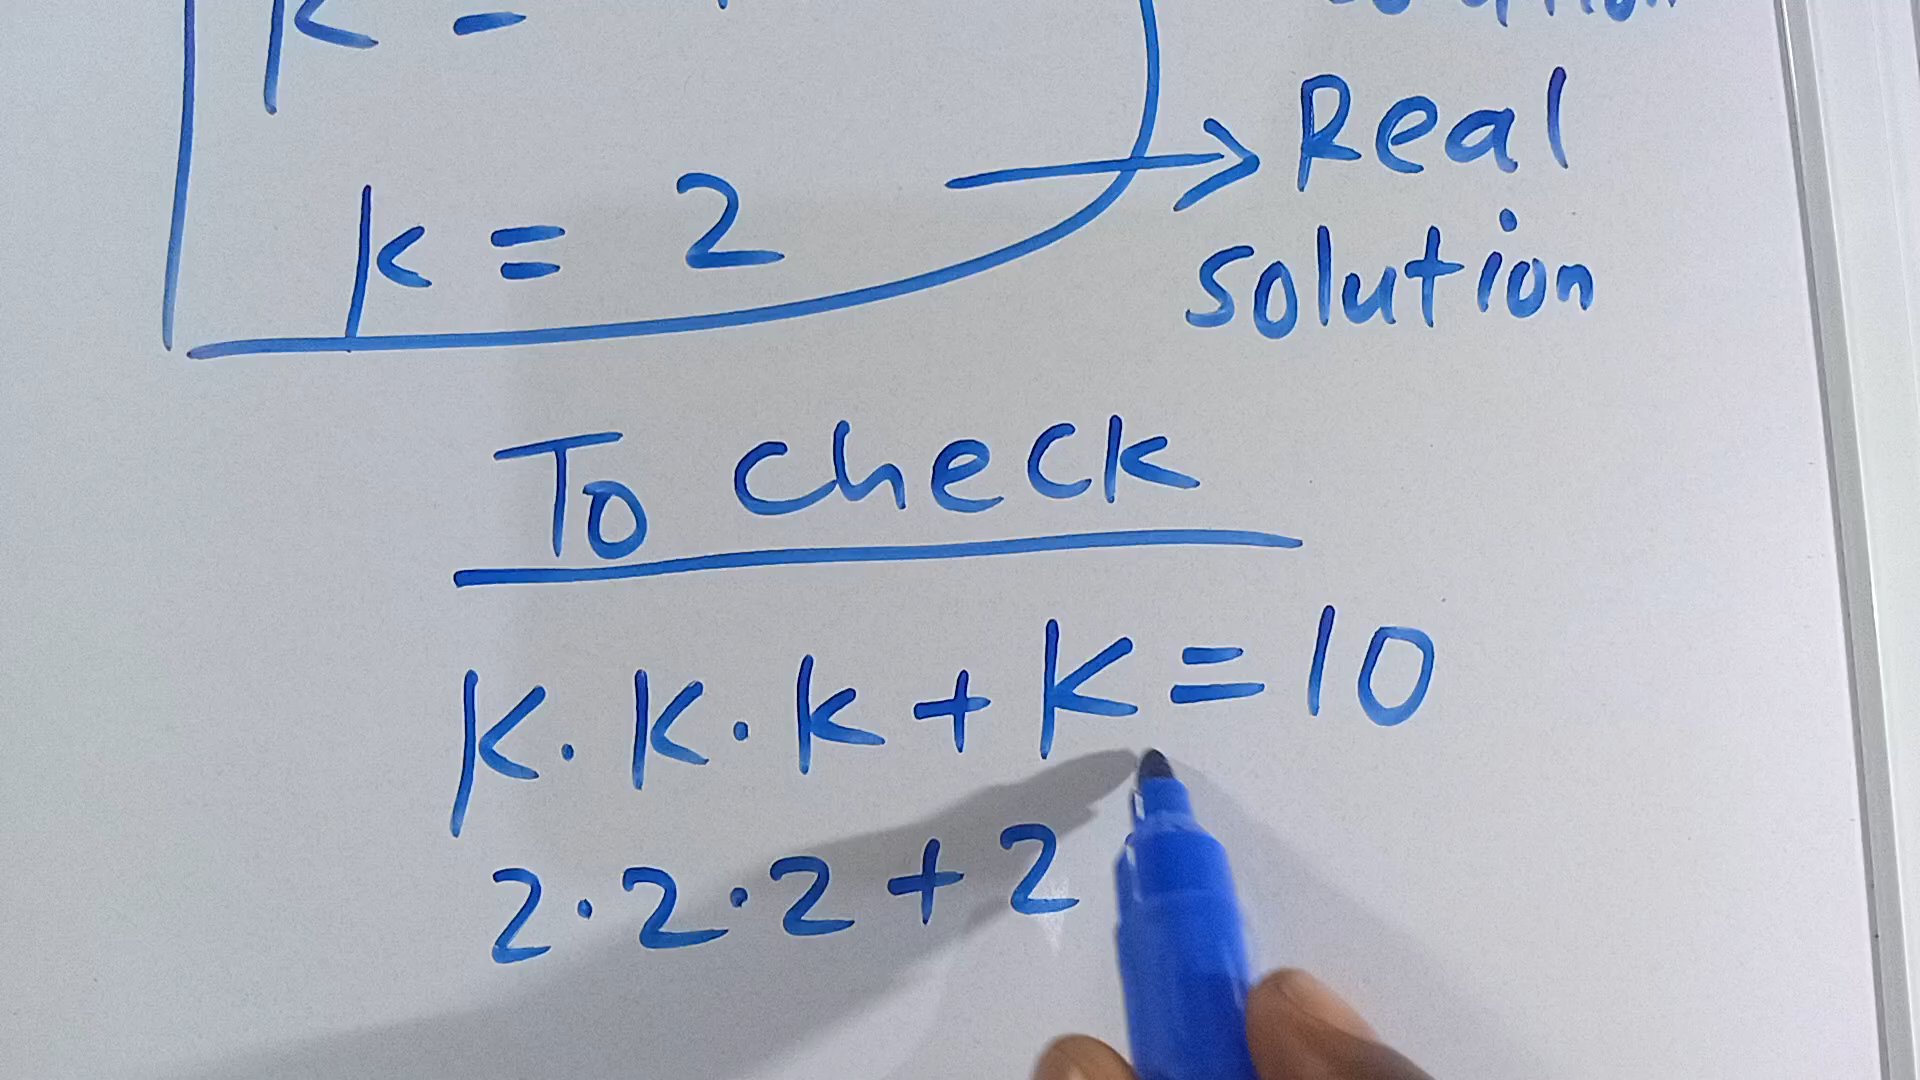 Real
k = 2
solution
To check
k . k . k + k = 10
2 . 2 . 2 + 2